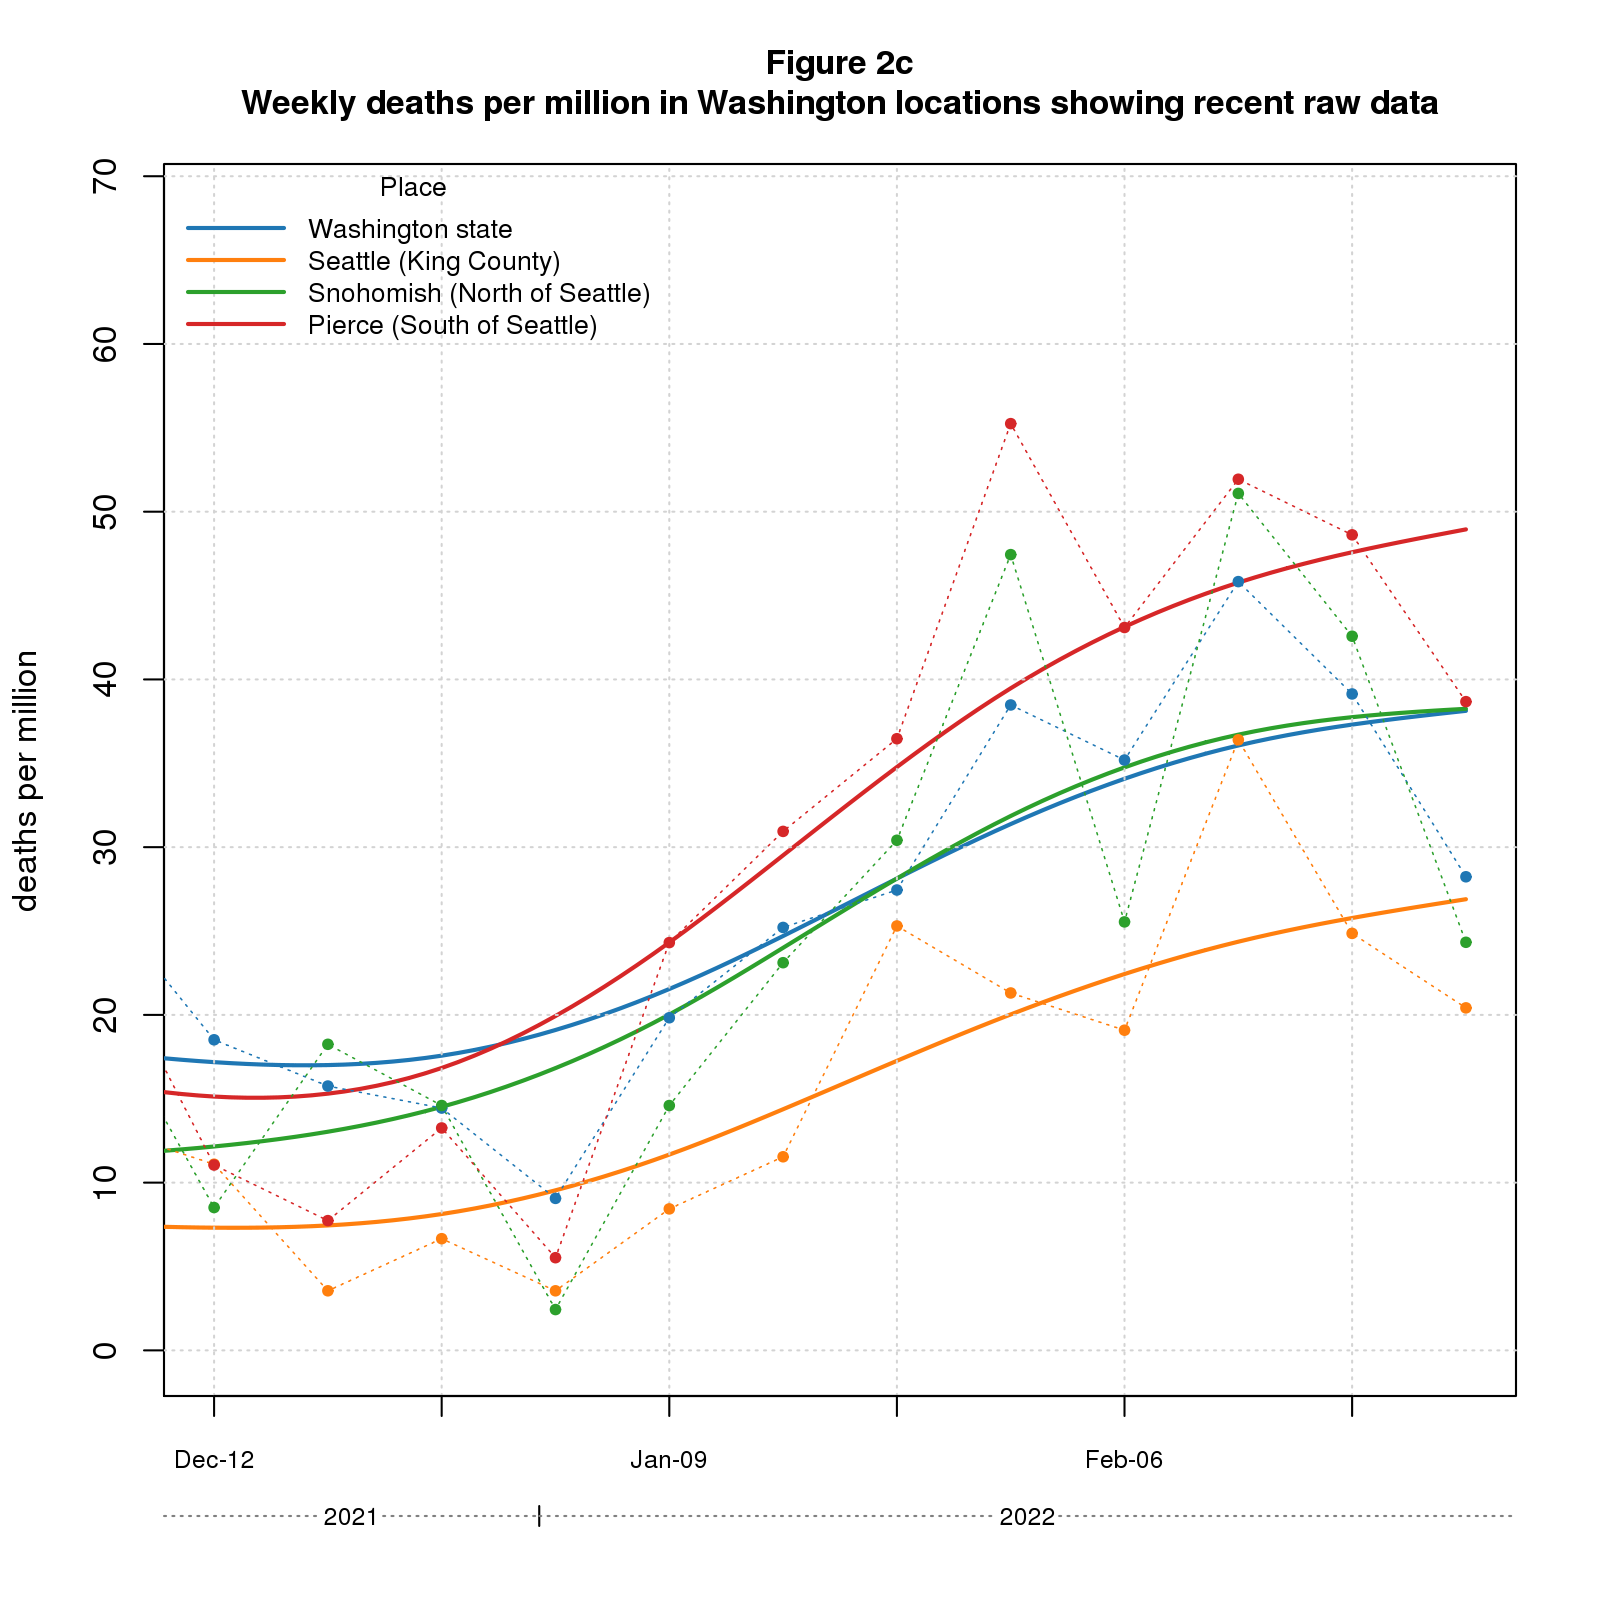 Figure 2c
Weekly deaths per million in Washington locations showing recent raw data
Place
Washington state
Seattle (King County)
Snohomish (North of Seattle)
Pierce (South of Seattle)
deaths per million
70
60
50
40
30
20
10
0
Dec-12 Jan-09 Feb-06
2021 2022